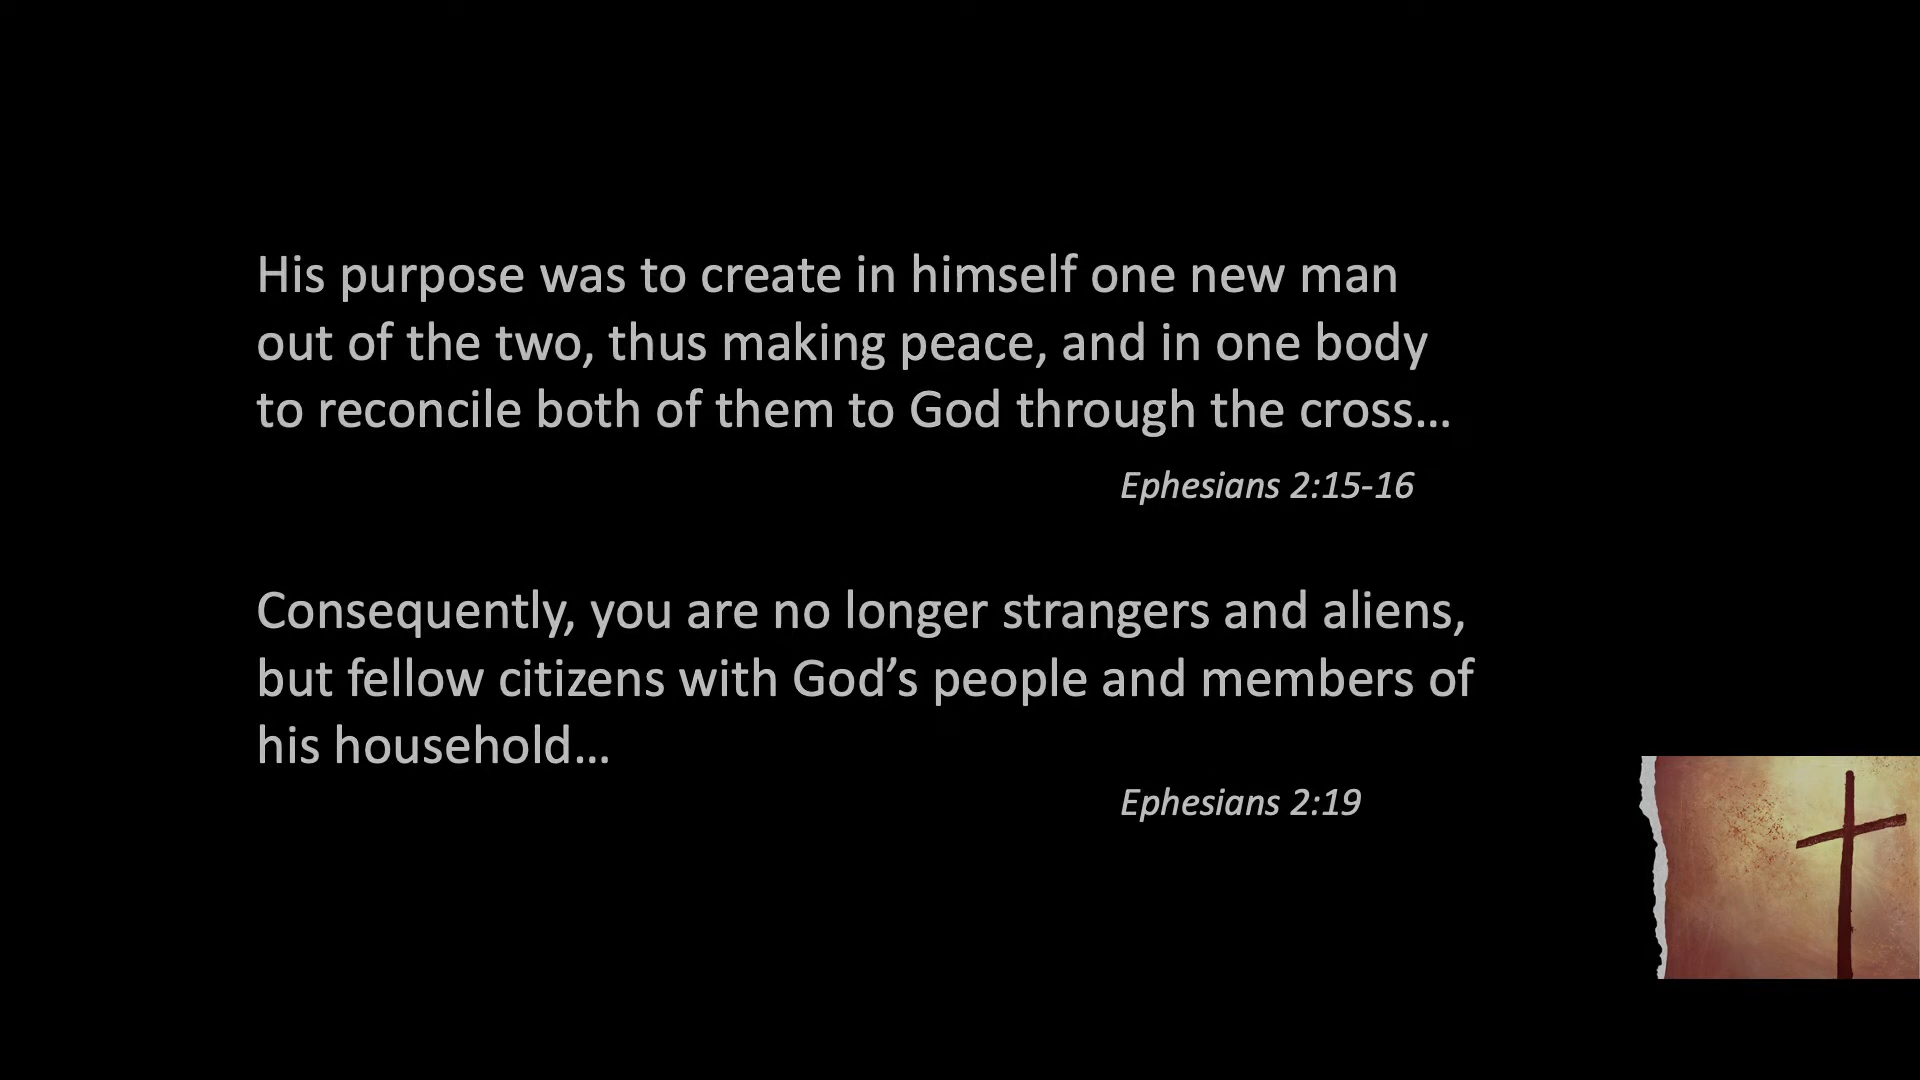 His purpose was to create in himself one new man
out of the two, thus making peace, and in one body
to reconcile both of them to God through the cross…
Ephesians 2:15-16
Consequently, you are no longer strangers and aliens,
but fellow citizens with God’s people and members of
his household…
Ephesians 2:19